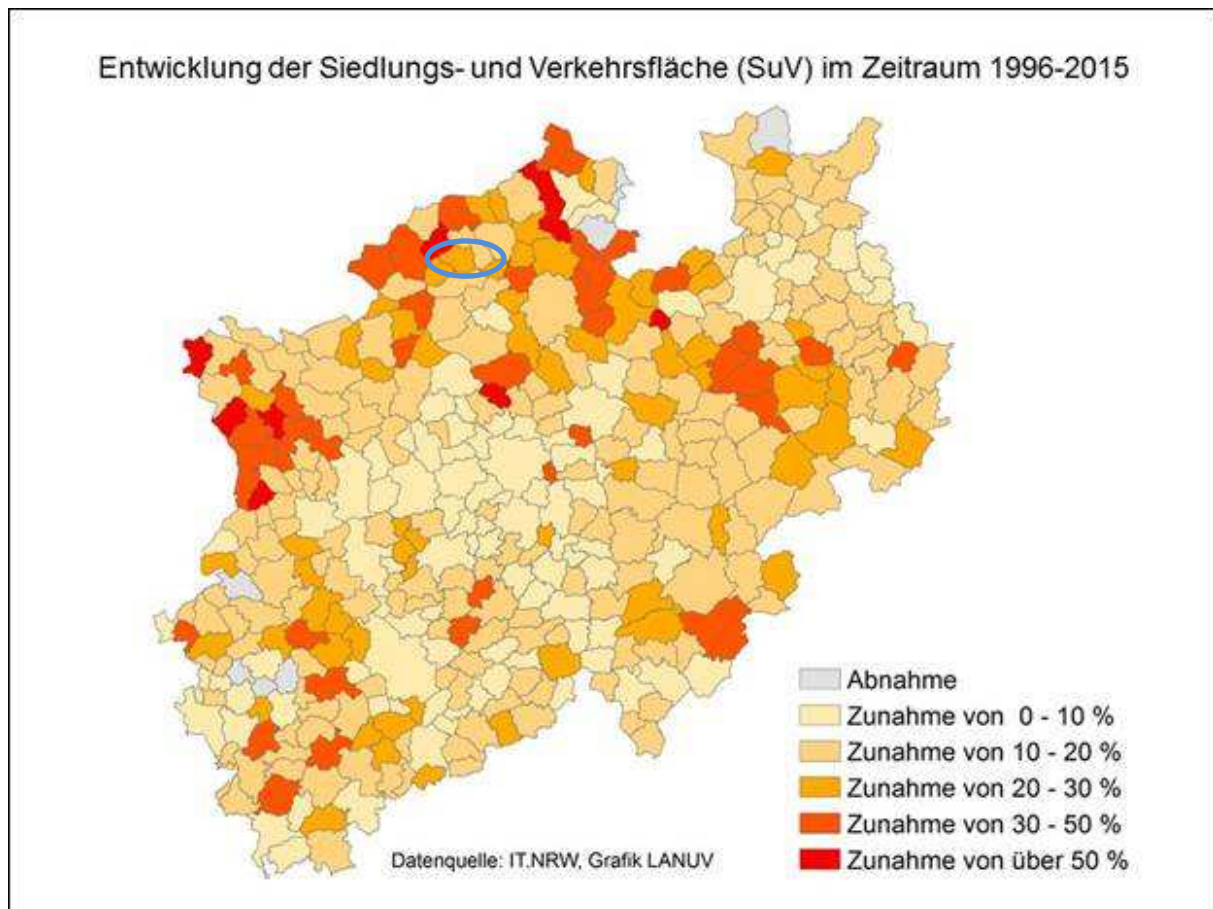 Entwicklung der Siedlungs- und Verkehrsfläche (SuV) im Zeitraum 1996-2015
Abnahme
Zunahme von 0 - 10 %
Zunahme von 10 - 20 %
Zunahme von 20 - 30 %
Zunahme von 30 - 50 %
Zunahme von über 50 %
Datenquelle: IT.NRW, Grafik LANUV